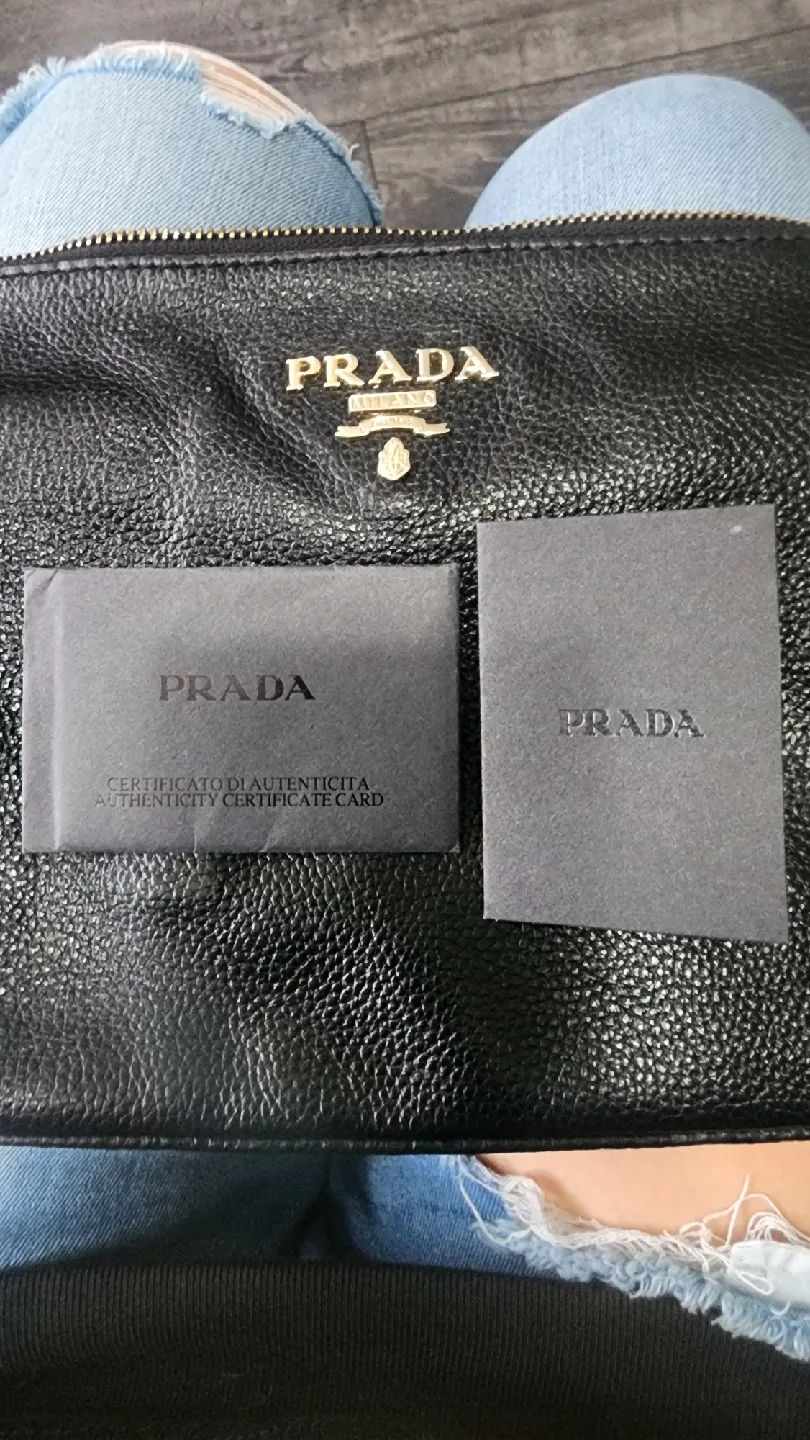 PRADA
MILANO
PRADA
CERTIFICATO DI AUTENTICITA
AUTHENTICITY CERTIFICATE CARD
PRADA